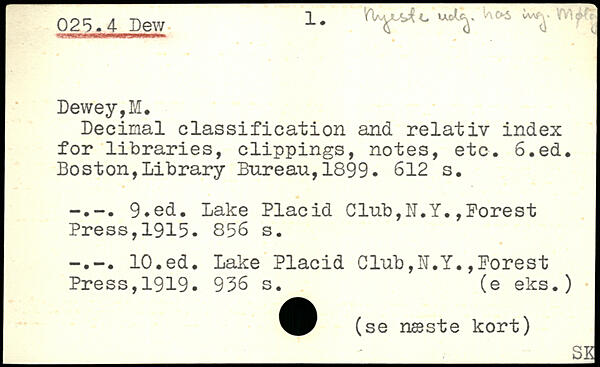 025.4 Dew
1.
Nyeste udg. hos ing.
Dewey,M.
Decimal classification and relativ index
for libraries, clippings, notes, etc. 6.ed.
Boston,Library Bureau,1899. 612 s.
-.-. 9.ed. Lake Placid Club,N.Y.,Forest
Press,1915. 856 s.
-.-. 10.ed. Lake Placid Club,N.Y.,Forest
Press,1919. 936 s. (e eks.)
(se næste kort)
SK